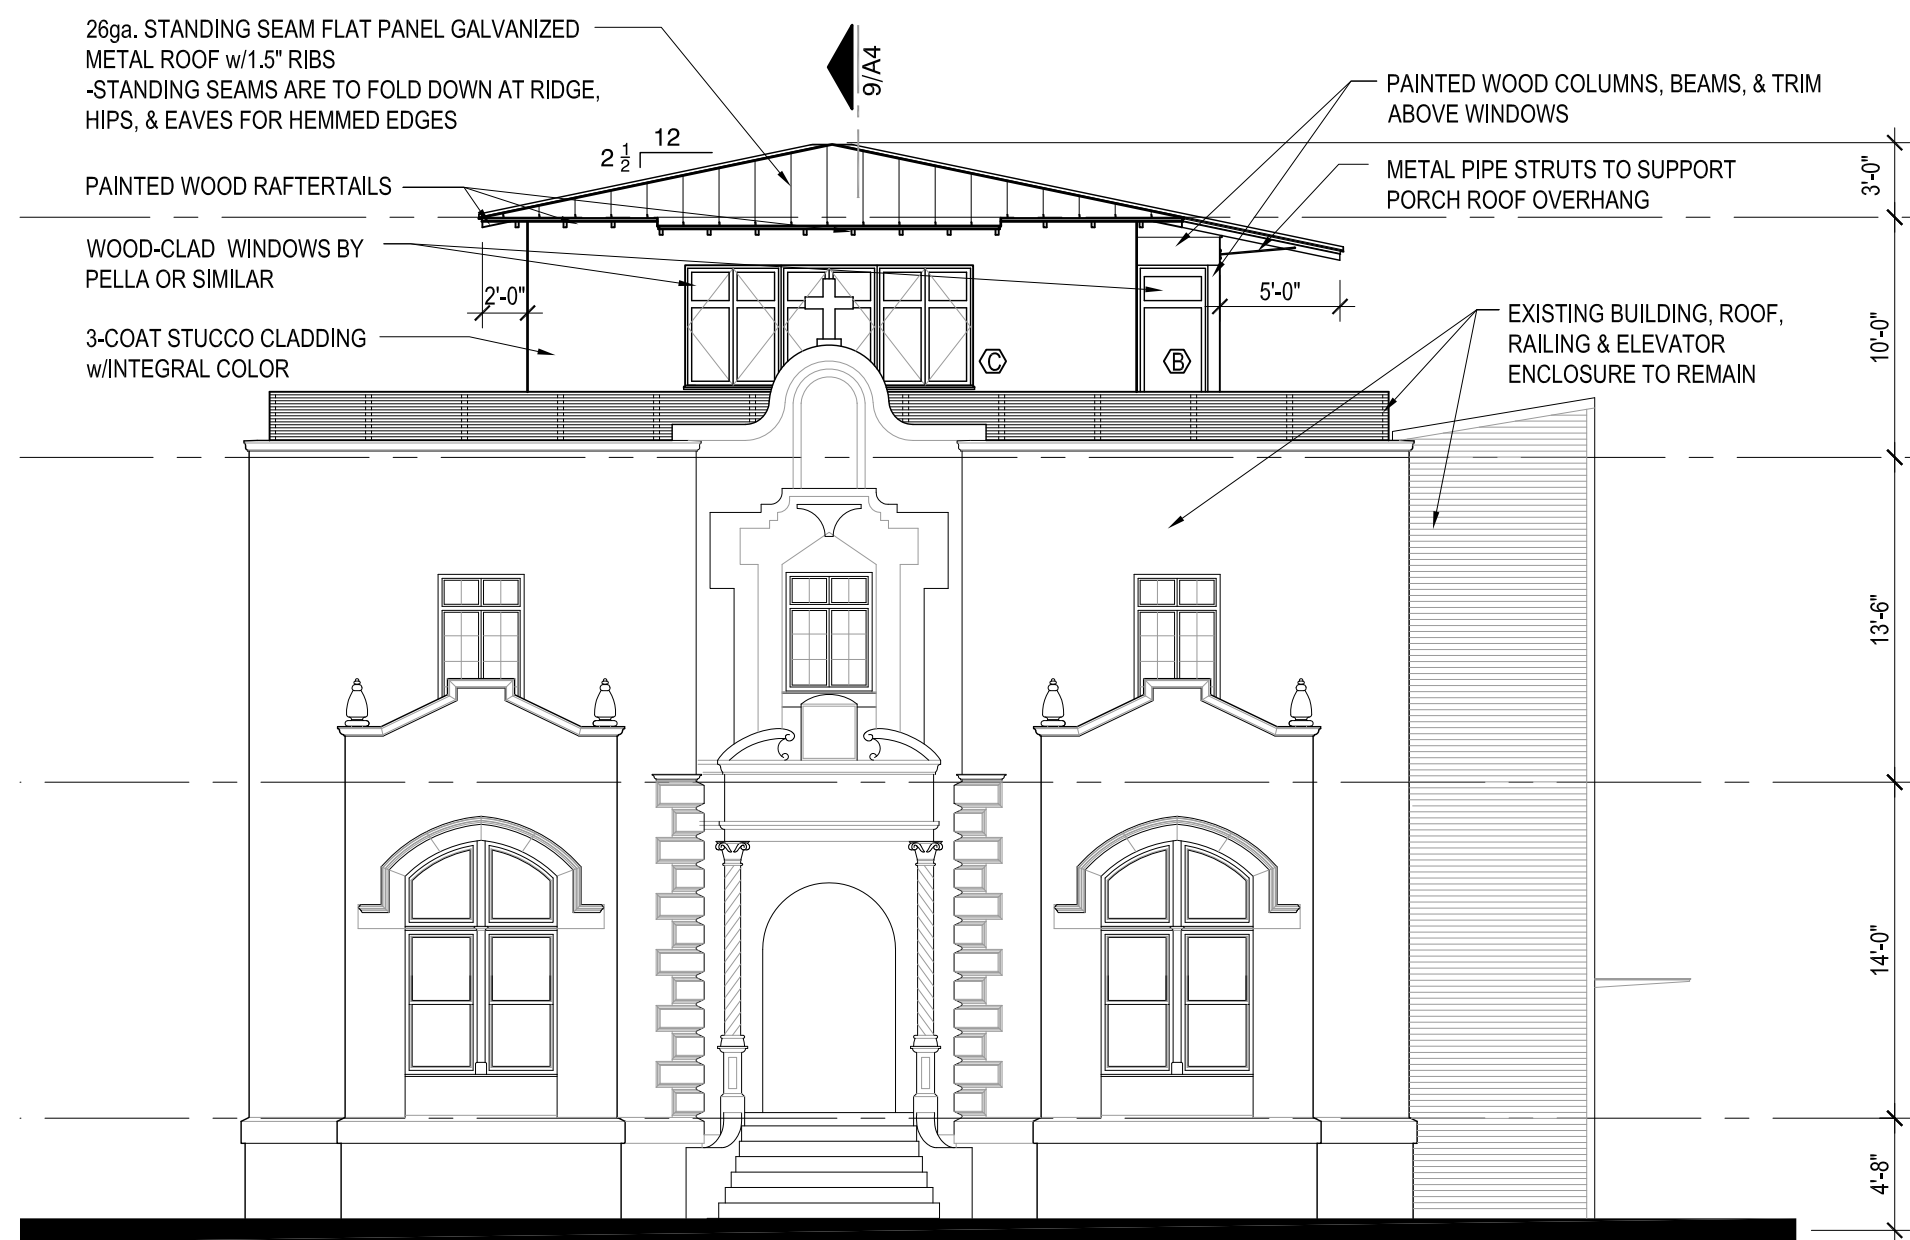 26ga. STANDING SEAM FLAT PANEL GALVANIZED
METAL ROOF w/1.5" RIBS
-STANDING SEAMS ARE TO FOLD DOWN AT RIDGE,
HIPS, & EAVES FOR HEMMED EDGES
9/A4
PAINTED WOOD COLUMNS, BEAMS, & TRIM
ABOVE WINDOWS
12
2 1/2
METAL PIPE STRUTS TO SUPPORT
PORCH ROOF OVERHANG
3'-0"
PAINTED WOOD RAFTERTAILS
WOOD-CLAD WINDOWS BY
PELLA OR SIMILAR
2'-0"
5'-0"
3-COAT STUCCO CLADDING
w/INTEGRAL COLOR
C
B
EXISTING BUILDING, ROOF,
RAILING & ELEVATOR
ENCLOSURE TO REMAIN
10'-0"
13'-6"
14'-0"
4'-8"